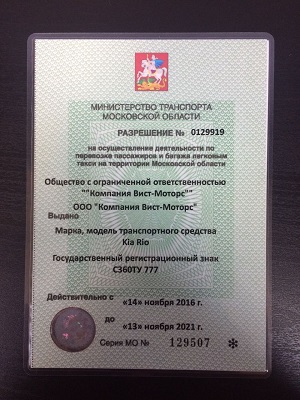 МИНИСТЕРСТВО ТРАНСПОРТА
МОСКОВСКОЙ ОБЛАСТИ
РАЗРЕШЕНИЕ № 0129919
на осуществление деятельности по
перевозке пассажиров и багажа легковым
такси на территории Московской области
Общество с ограниченной ответственностью
""Компания Вист-Моторс""
ООО "Компания Вист-Моторс"
Выдано
Марка, модель транспортного средства
Kia Rio
Государственный регистрационный знак
С360ТУ 777
Действительно с
«14» ноября 2016 г.
до
«13» ноября 2021 г.
Серия МО № 129507 ✻